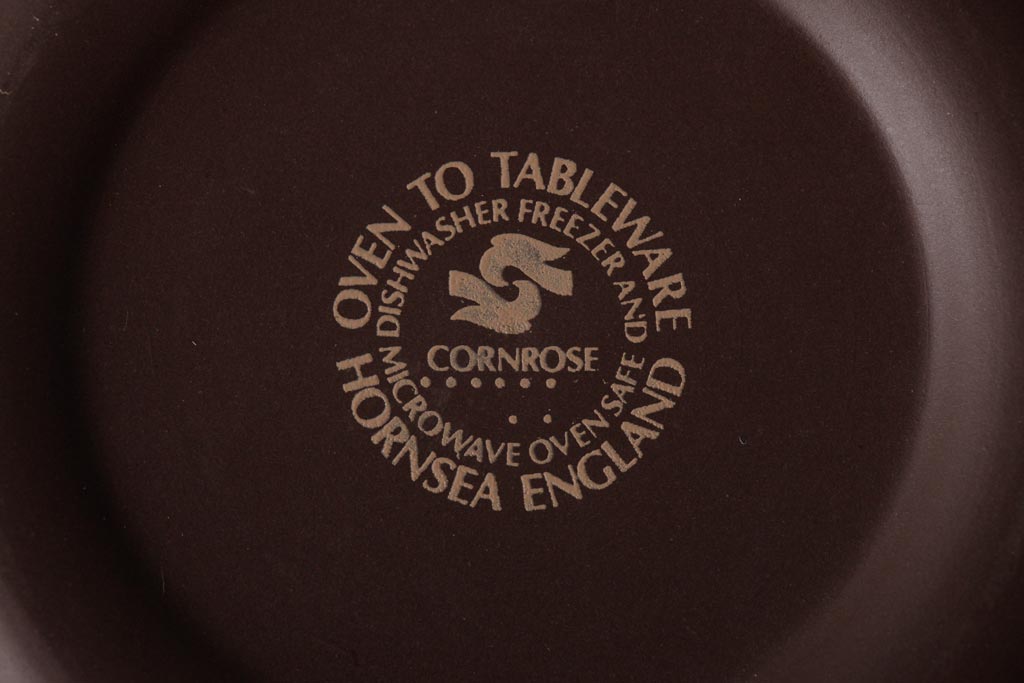 OVEN TO TABLEWARE
DISHWASHER FREEZER AND
CORNROSE
MICROWAVE OVEN SAFE
HORNSEA ENGLAND